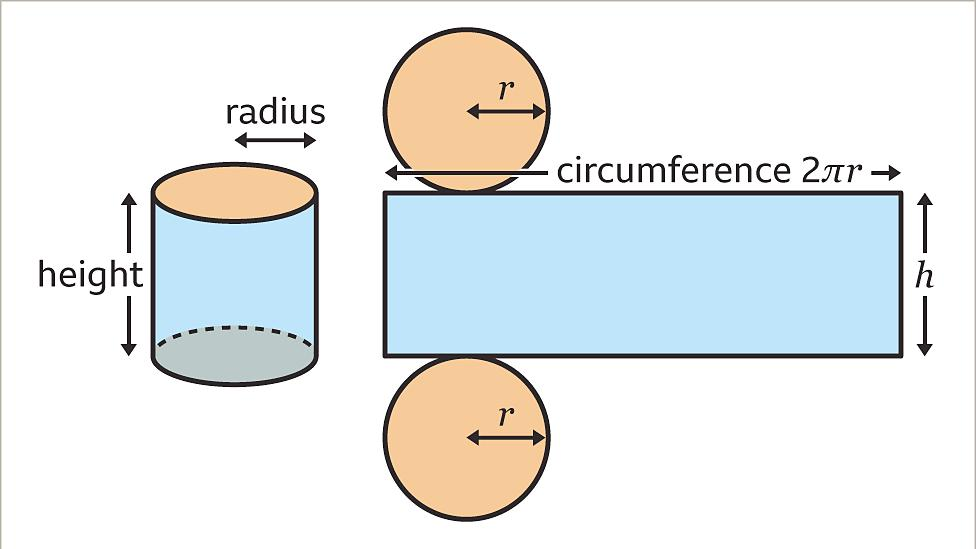 radius
height
r
circumference 2πr
h
r